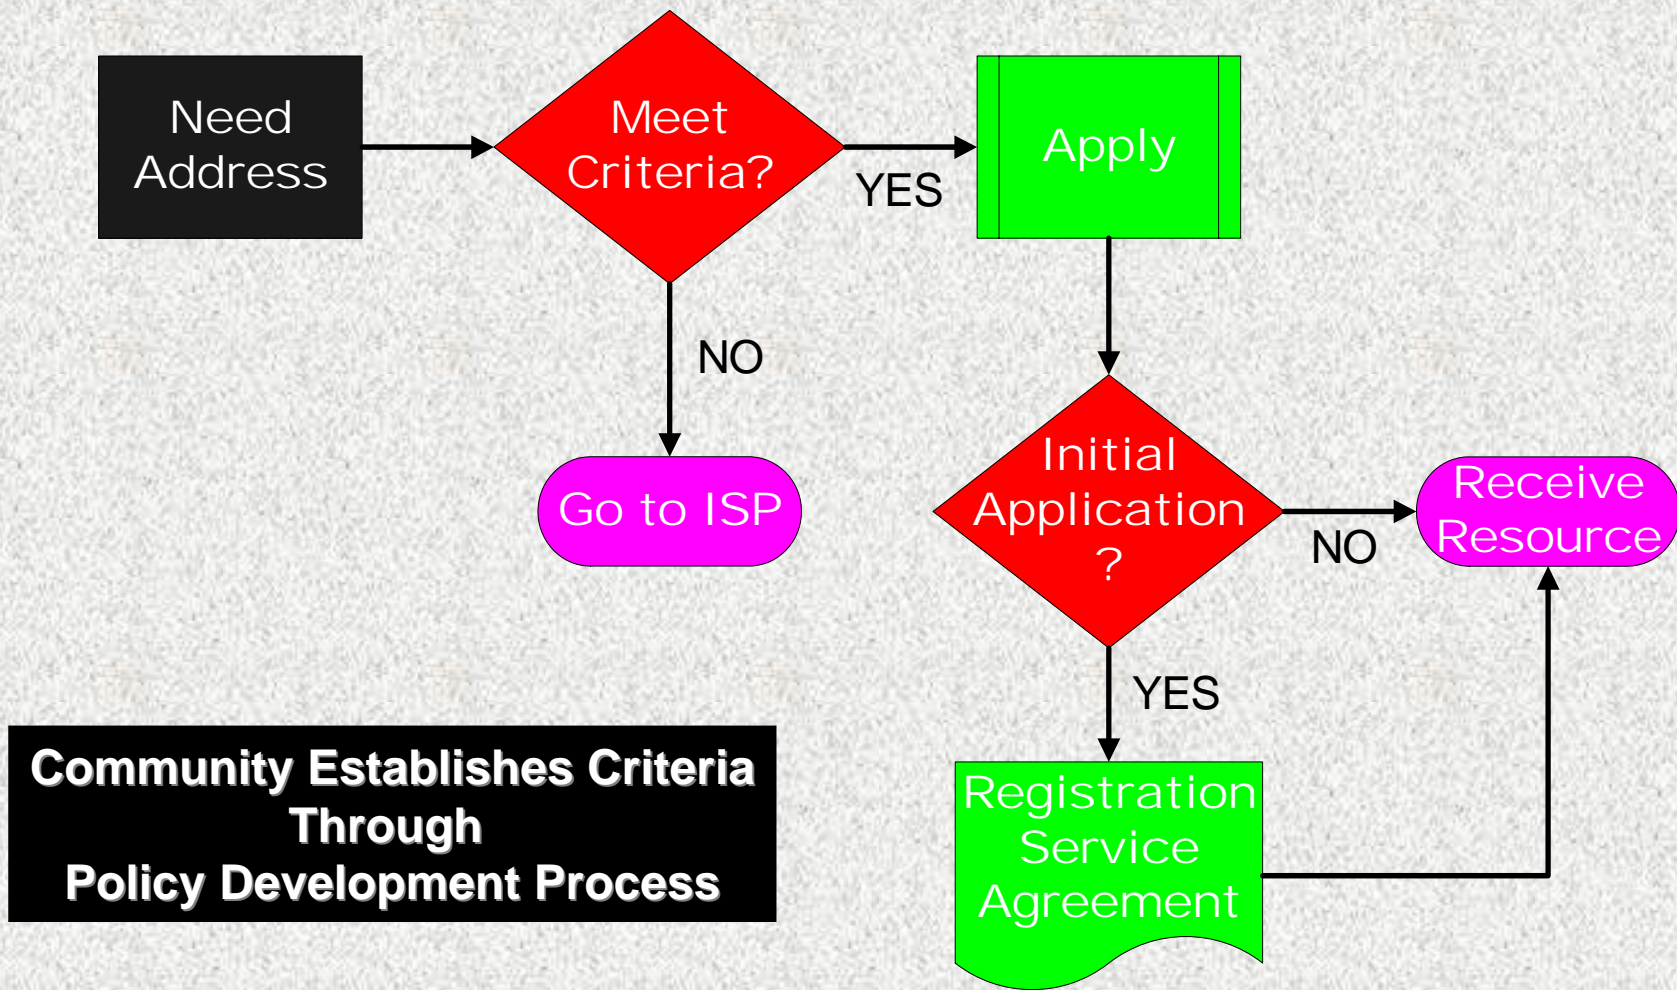 Need
Address
Meet
Criteria?
YES
Apply
NO
Go to ISP
Initial
Application
?
NO
Receive
Resource
YES
Registration
Service
Agreement
Community Establishes Criteria
Through
Policy Development Process